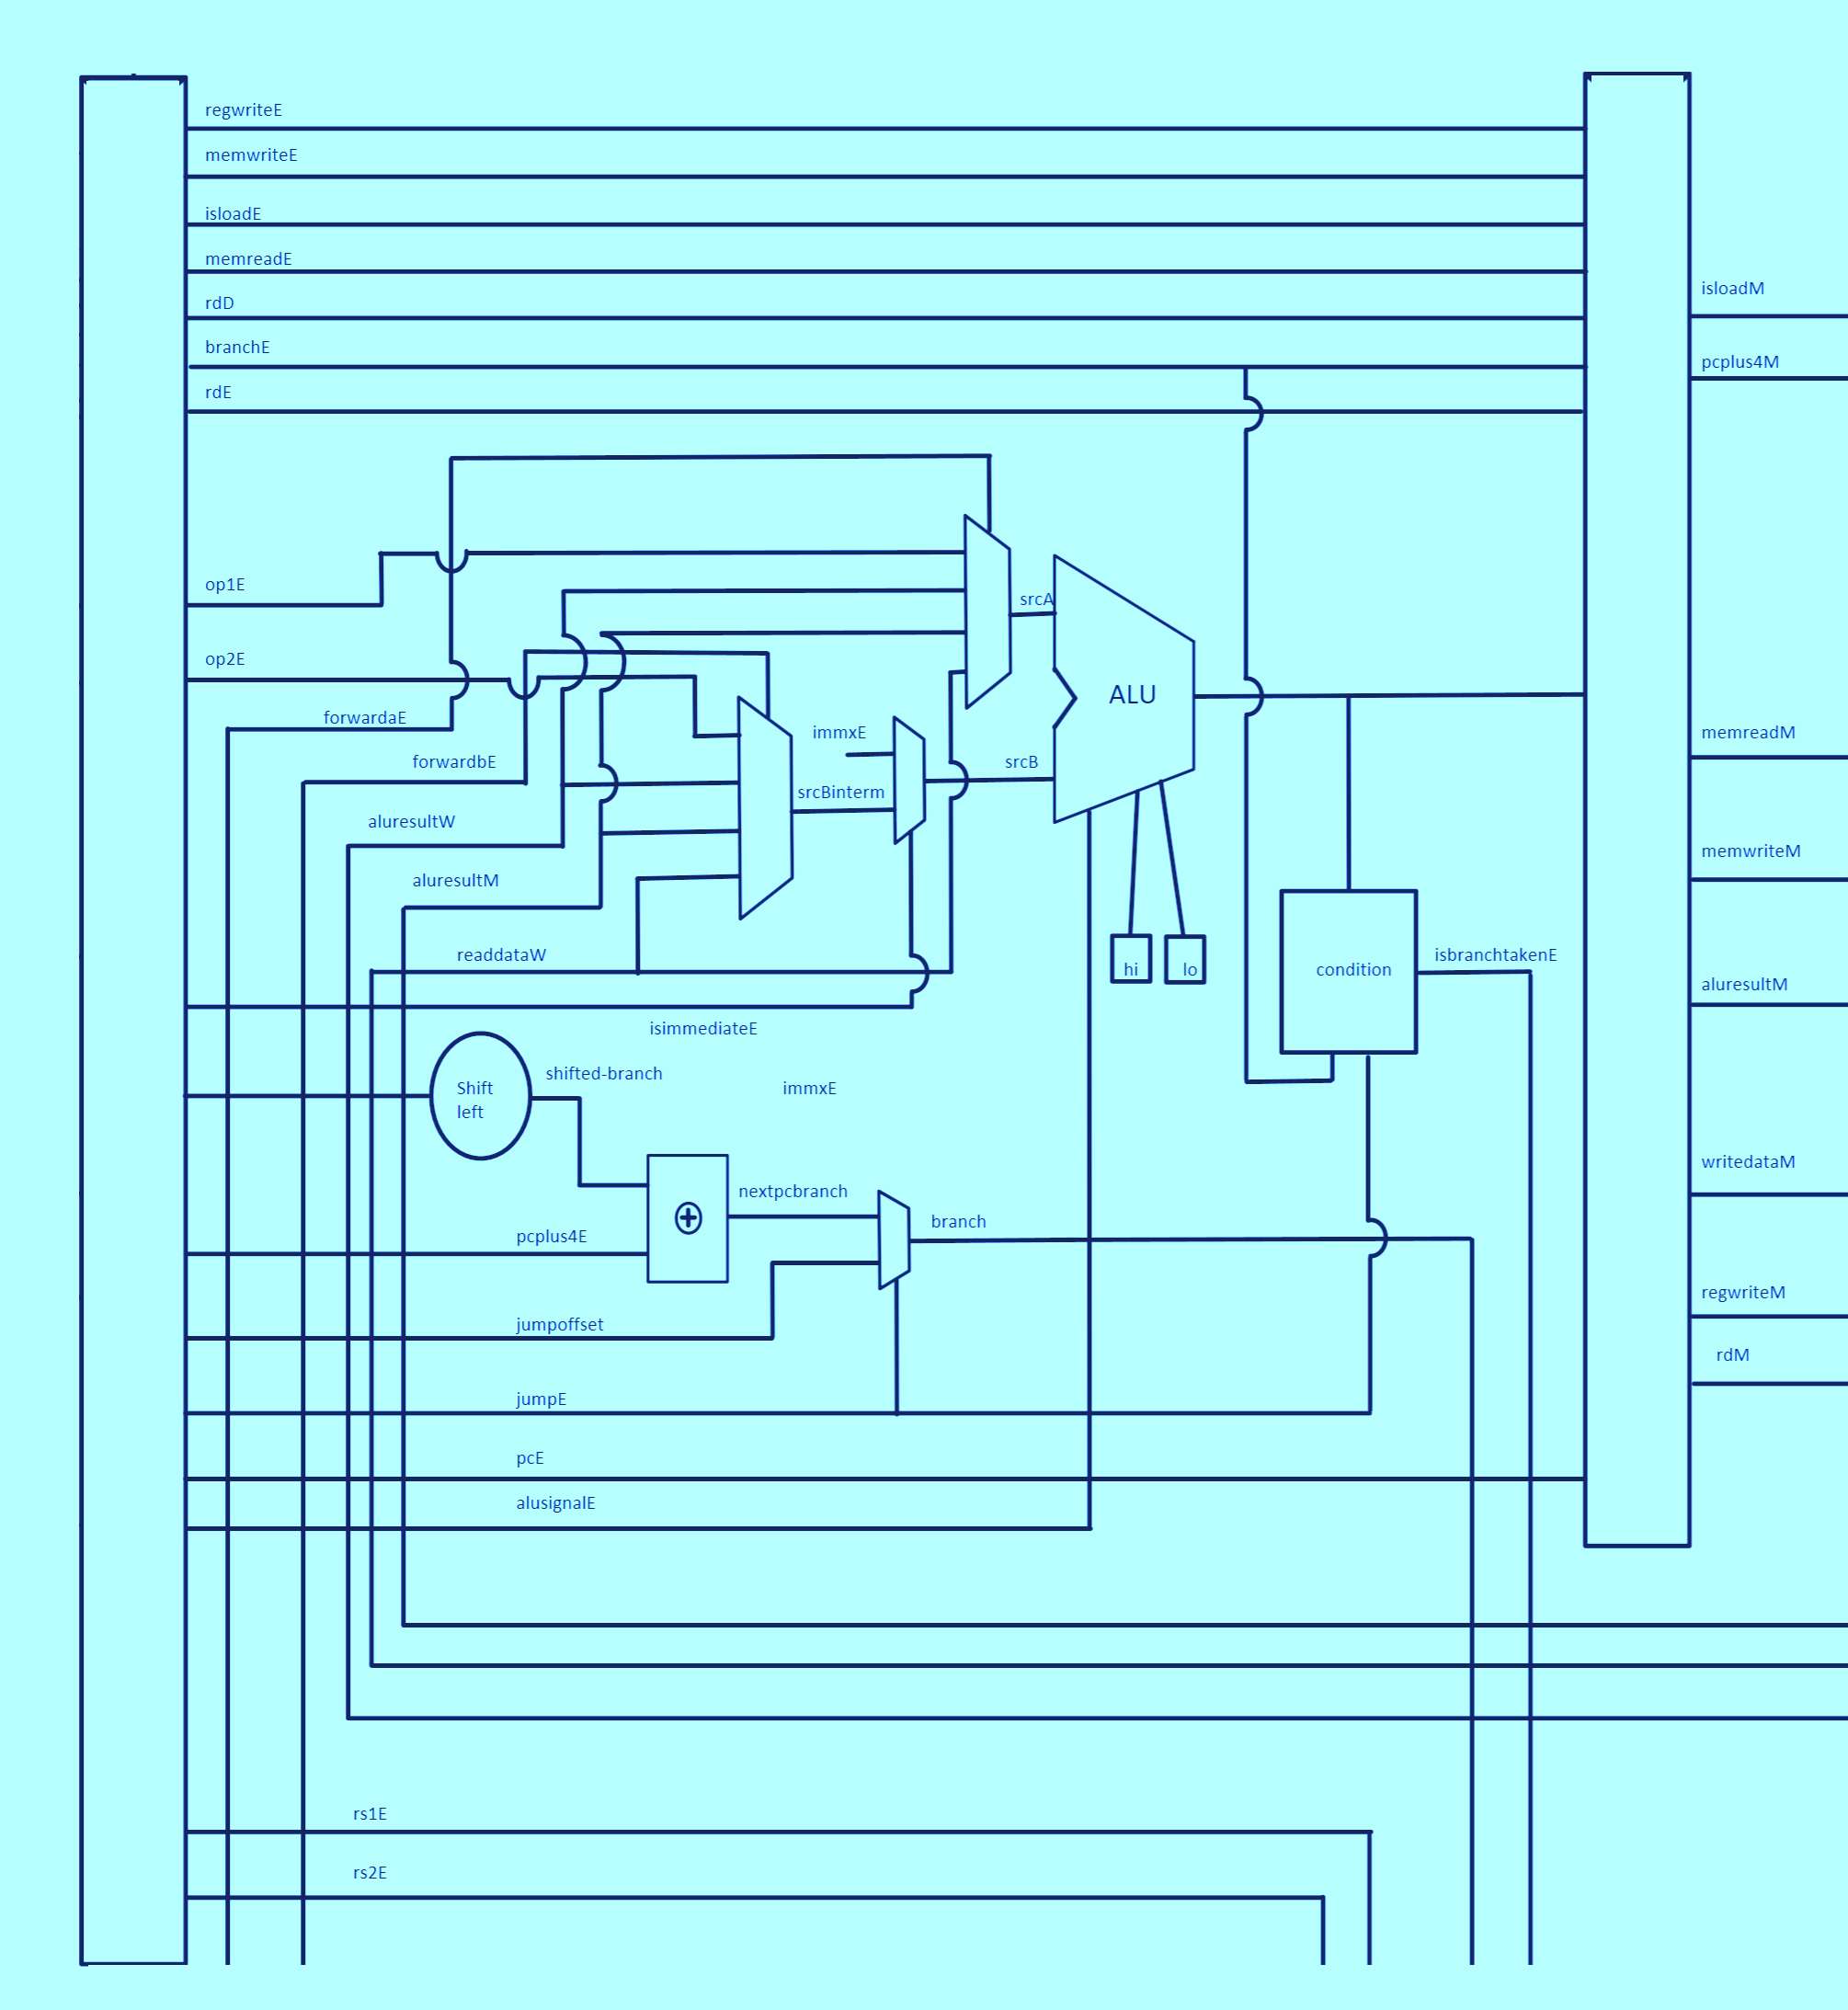 regwriteE
memwriteE
isloadE
memreadE
isloadM
rdD
branchE
pcplus4M
rdE
op1E
srcA
op2E
ALU
forwardaE
immxE
memreadM
forwardbE
srcB
srcBinterm
aluresultW
memwriteM
aluresultM
readdataW
hi
lo
condition
isbranchtakenE
aluresultM
isimmediateE
shifted-branch
immxE
Shift
left
writedataM
nextpcbranch
branch
pcplus4E
regwriteM
jumpoffset
rdM
jumpE
pcE
alusignalE
rs1E
rs2E